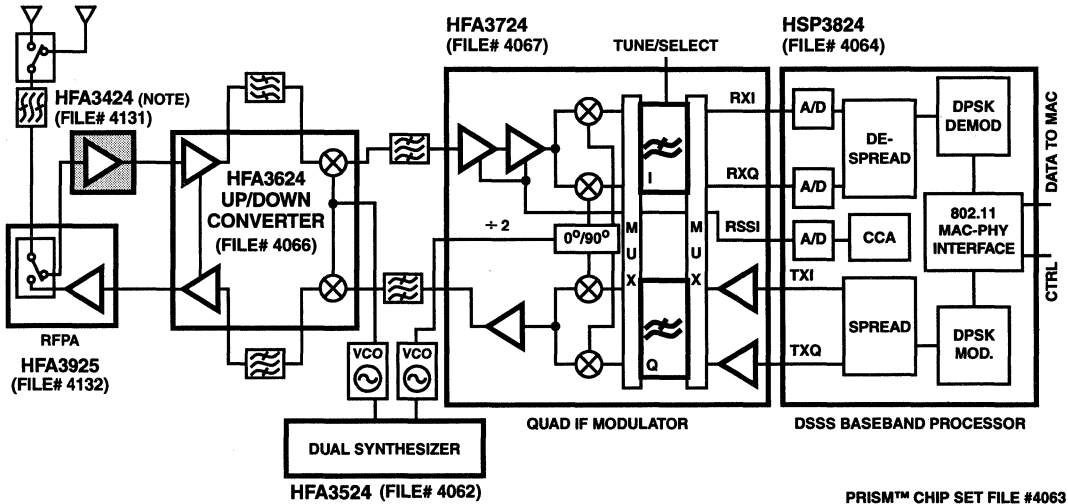 HFA3424 (NOTE)
(FILE# 4131)
HFA3624
UP/DOWN
CONVERTER
(FILE# 4066)
RFPA
HFA3925
(FILE# 4132)
VCO
VCO
DUAL SYNTHESIZER
HFA3524 (FILE# 4062)
HFA3724
(FILE# 4067)
TUNE/SELECT
÷ 2
0°/90°
MUX
I
Q
MUX
RXI
RXQ
RSSI
TXI
TXQ
QUAD IF MODULATOR
HSP3824
(FILE# 4064)
A/D
A/D
A/D
DE-
SPREAD
CCA
SPREAD
DPSK
DEMOD
802.11
MAC-PHY
INTERFACE
DPSK
MOD.
DATA TO MAC
CTRL
DSSS BASEBAND PROCESSOR
PRISM™ CHIP SET FILE #4063